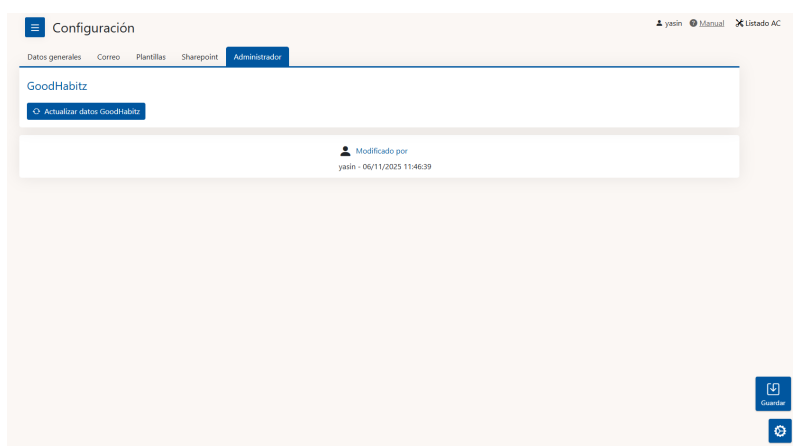 Configuración
yasin Manual Listado AC
Datos generales Correo Plantillas Sharepoint Administrador
GoodHabitz
Actualizar datos GoodHabitz
Modificado por
yasin - 06/11/2025 11:46:39
Guardar